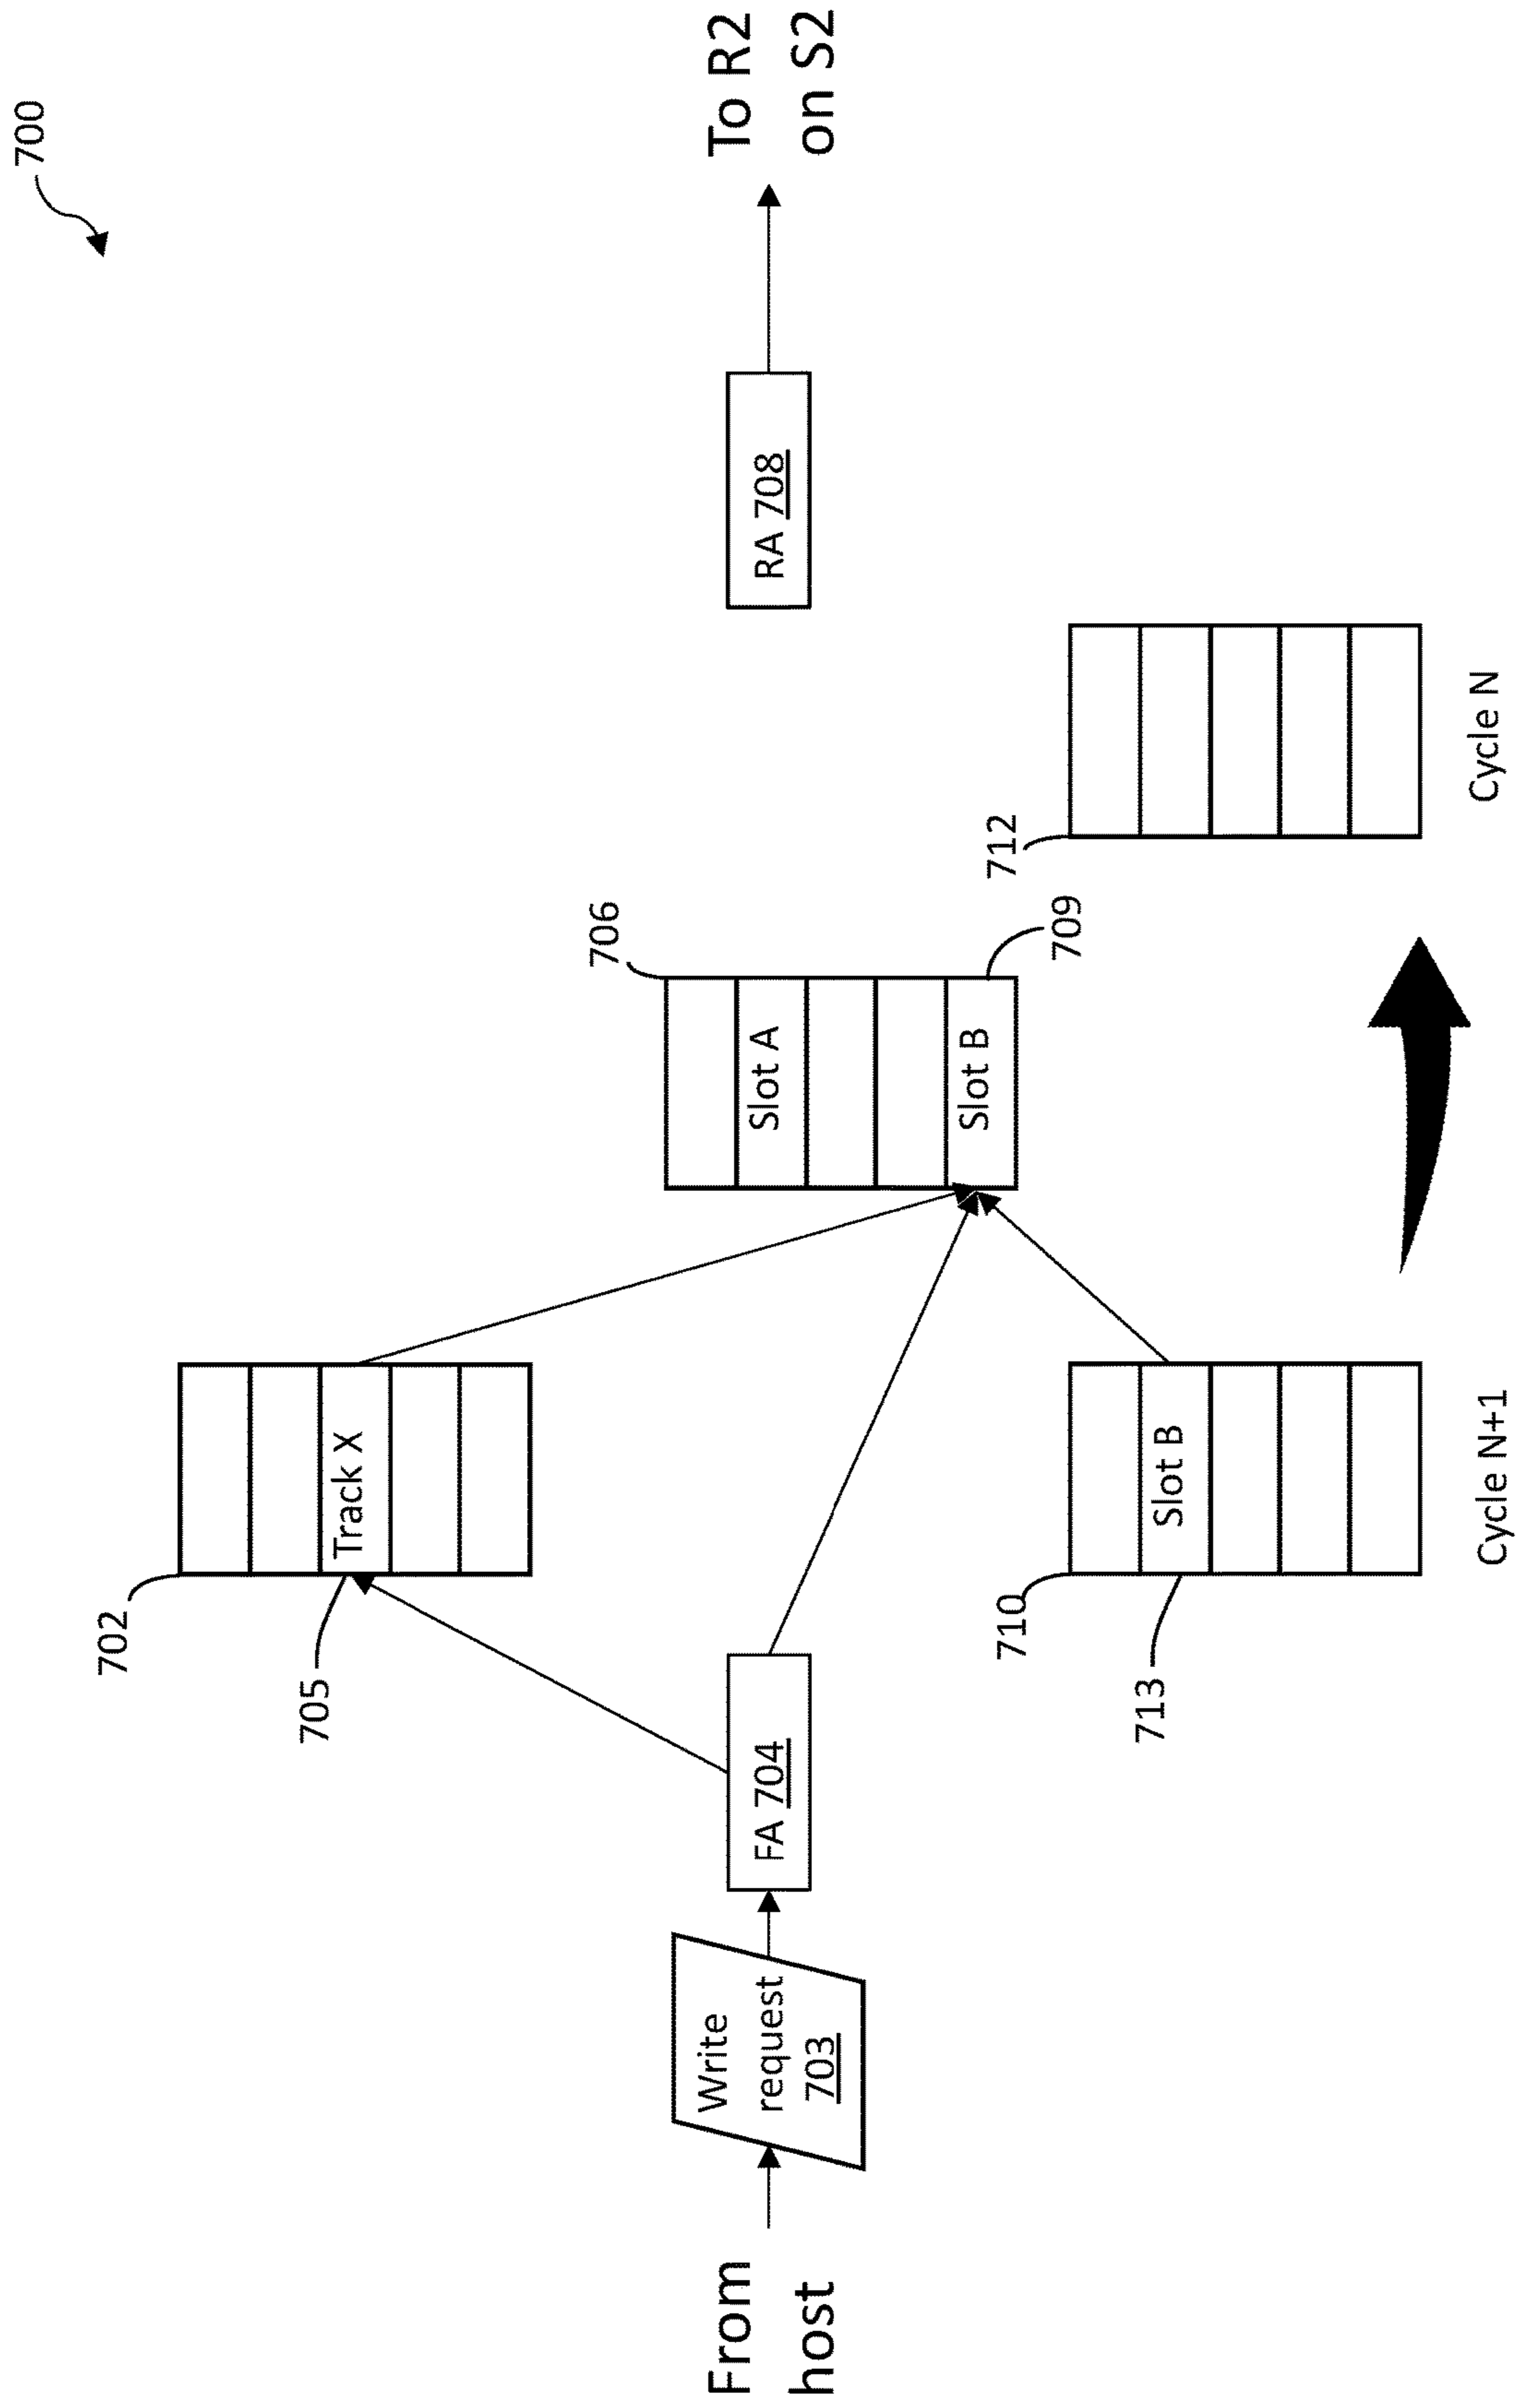 700
702
Track X
705
706
Slot A
Slot B
709
From
host
Write
request
703
FA 704
RA 708
To R2
on S2
710
Slot B
713
712
Cycle N+1
Cycle N